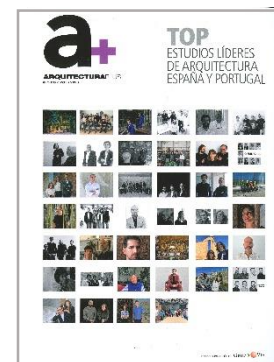 a+
TOP
ESTUDIOS LÍDERES
DE ARQUITECTURA
ESPAÑA Y PORTUGAL
ARQUITECTURA